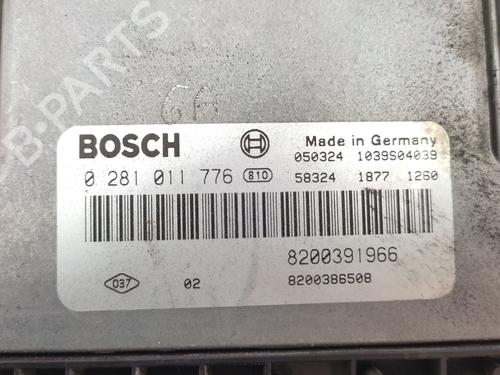 B-PARTS
6A
BOSCH
Made in Germany
050324 1039S04039
0 281 011 776 810 58324 1877 1260
8200391966
037 02 8200386508